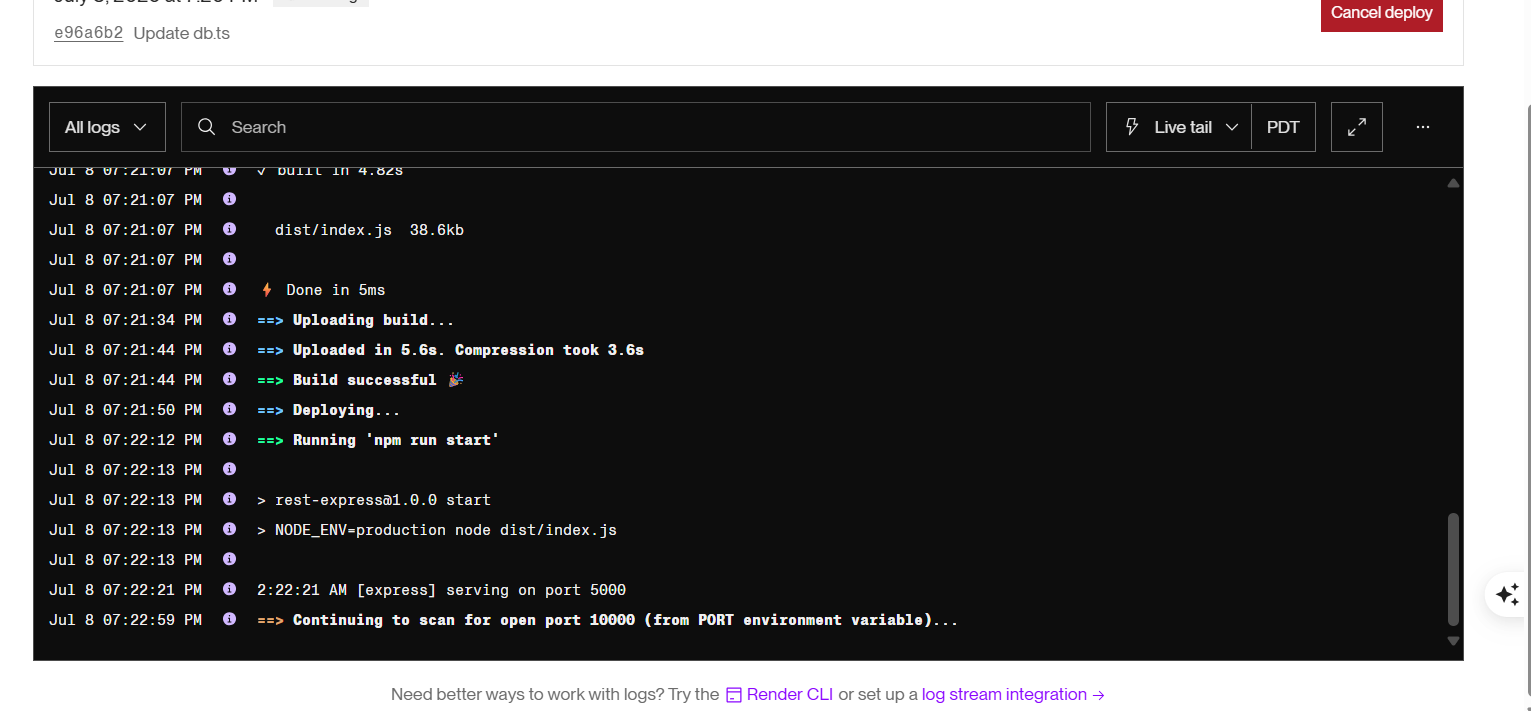 e96a6b2 Update db.ts
Cancel deploy
All logs
Search
Live tail
PDT
Jul 8 07:21:07 PM ✓ built in 4.82s
Jul 8 07:21:07 PM
Jul 8 07:21:07 PM dist/index.js 38.6kb
Jul 8 07:21:07 PM
Jul 8 07:21:07 PM ⚡ Done in 5ms
Jul 8 07:21:34 PM ==> Uploading build...
Jul 8 07:21:44 PM ==> Uploaded in 5.6s. Compression took 3.6s
Jul 8 07:21:44 PM ==> Build successful 🎉
Jul 8 07:21:50 PM ==> Deploying...
Jul 8 07:22:12 PM ==> Running 'npm run start'
Jul 8 07:22:13 PM
Jul 8 07:22:13 PM > rest-express@1.0.0 start
Jul 8 07:22:13 PM > NODE_ENV=production node dist/index.js
Jul 8 07:22:13 PM
Jul 8 07:22:21 PM 2:22:21 AM [express] serving on port 5000
Jul 8 07:22:59 PM ==> Continuing to scan for open port 10000 (from PORT environment variable)...
Need better ways to work with logs? Try the Render CLI or set up a log stream integration →